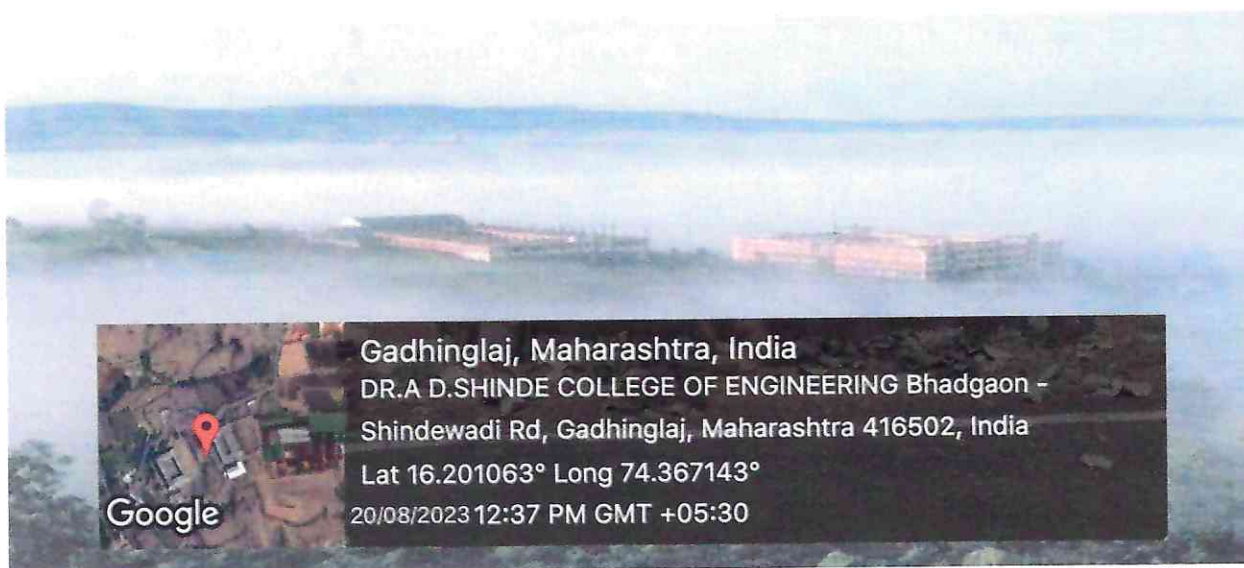 Gadhinglaj, Maharashtra, India
DR.A D.SHINDE COLLEGE OF ENGINEERING Bhadgaon -
Shindewadi Rd, Gadhinglaj, Maharashtra 416502, India
Lat 16.201063° Long 74.367143°
20/08/2023 12:37 PM GMT +05:30
Google